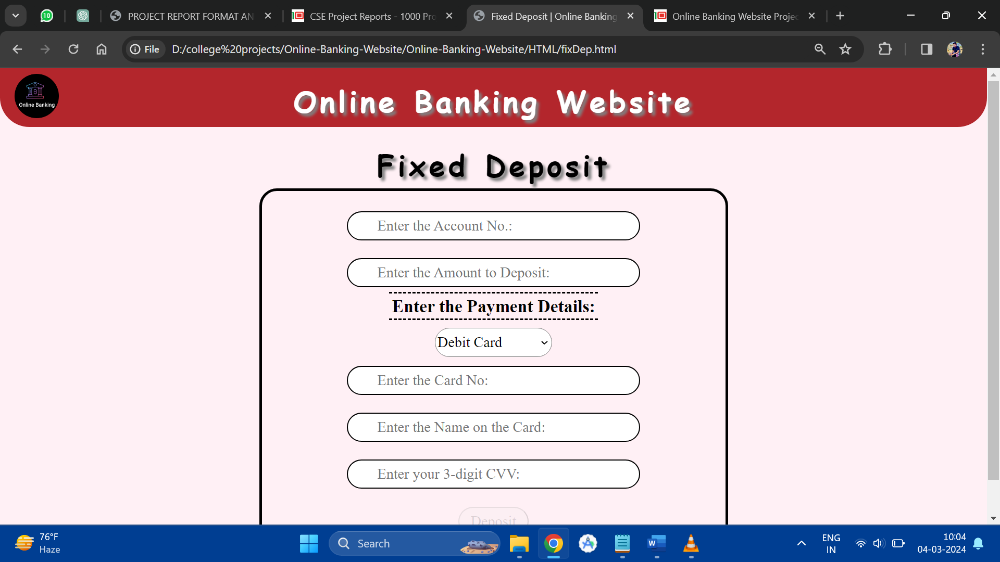 10
PROJECT REPORT FORMAT AN
CSE Project Reports - 1000 Pro
Fixed Deposit | Online Banking
Online Banking Website Projec
File
D:/college%20projects/Online-Banking-Website/Online-Banking-Website/HTML/fixDep.html
Online Banking
Online Banking Website
Fixed Deposit
Enter the Account No.:
Enter the Amount to Deposit:
Enter the Payment Details:
Debit Card
Enter the Card No:
Enter the Name on the Card:
Enter your 3-digit CVV:
Deposit
76°F
Haze
Search
W
ENG
IN
10:04
04-03-2024